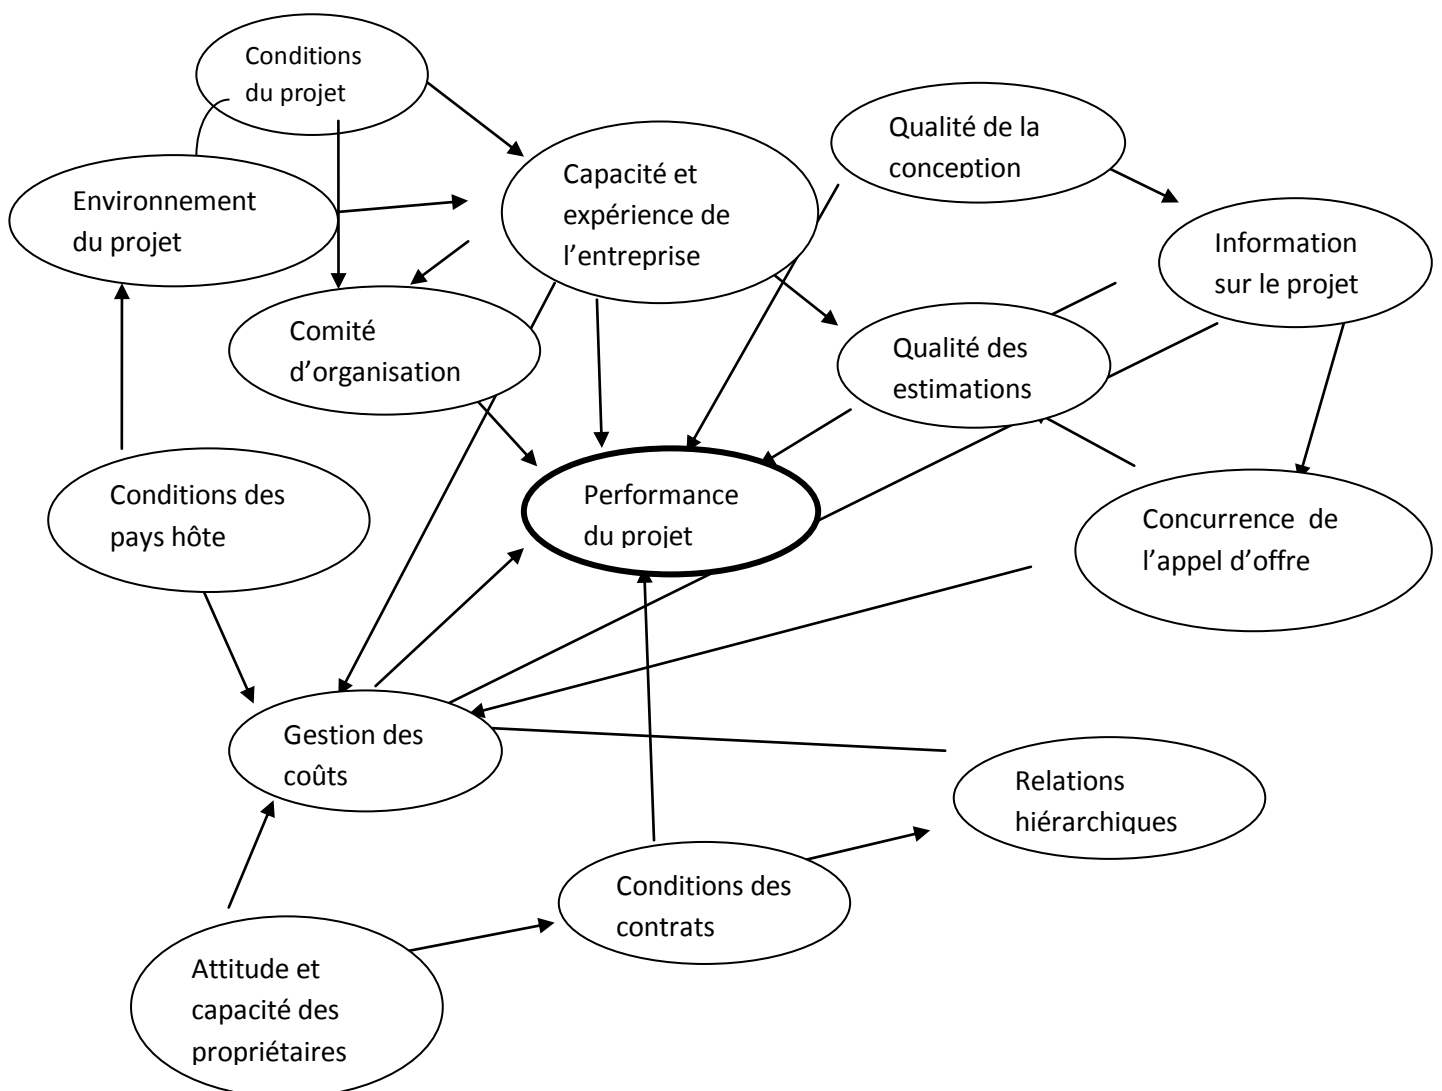 Conditions
du projet
Qualité de la
conception
Capacité et
expérience de
l’entreprise
Environnement
du projet
Information
sur le projet
Comité
d’organisation
Qualité des
estimations
Conditions des
pays hôte
Performance
du projet
Concurrence de
l’appel d’offre
Gestion des
coûts
Relations
hiérarchiques
Conditions des
contrats
Attitude et
capacité des
propriétaires